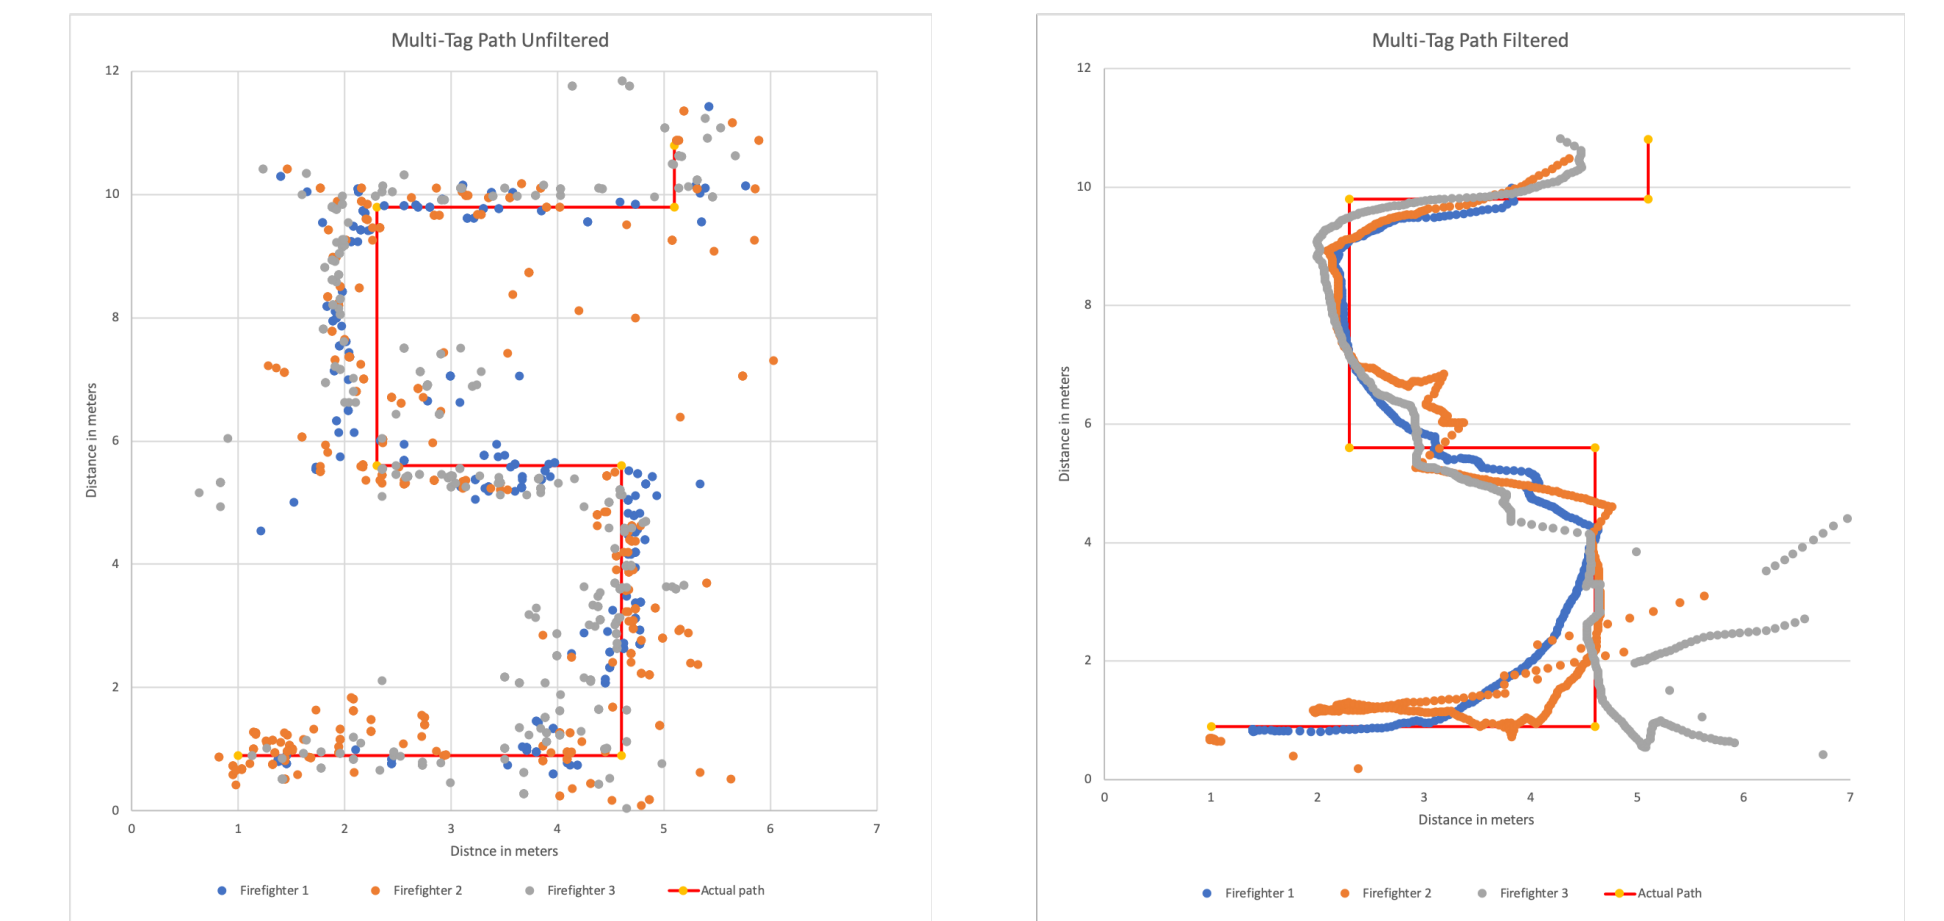 Multi-Tag Path Unfiltered
12
10
8
6
4
2
0
Distance in meters
0 1 2 3 4 5 6 7
Distnce in meters
Firefighter 1 Firefighter 2 Firefighter 3 Actual path
Multi-Tag Path Filtered
12
10
8
6
4
2
0
Distance in meters
0 1 2 3 4 5 6 7
Distance in meters
Firefighter 1 Firefighter 2 Firefighter 3 Actual Path